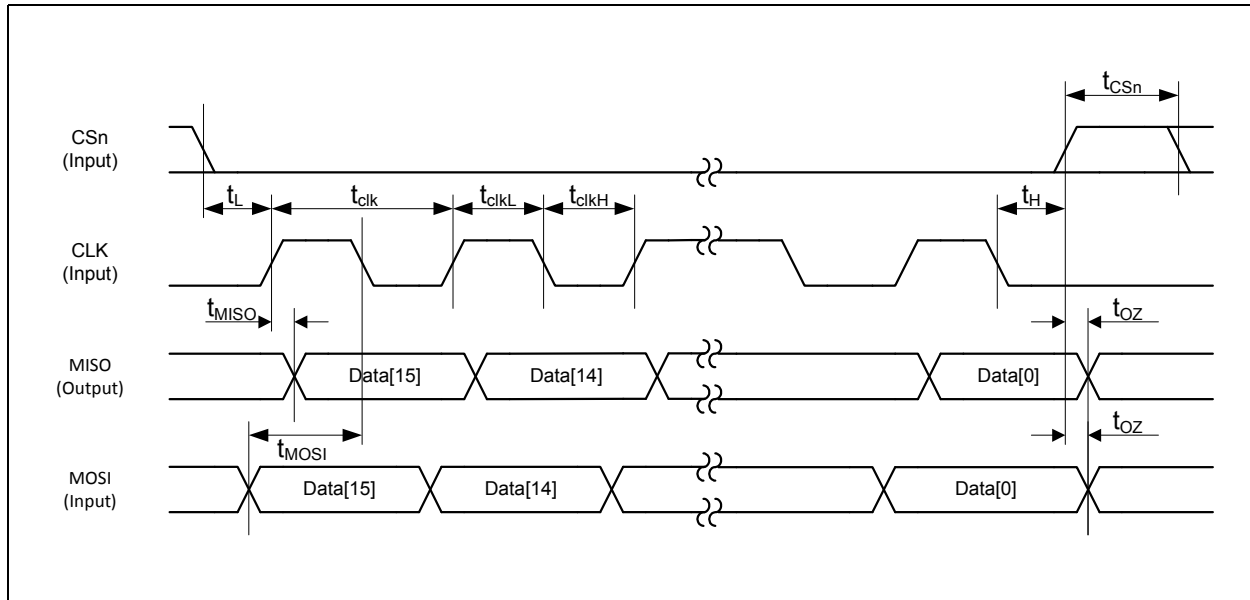 tCSn
CSn
(Input)
tL
tclk
tclkL
tclkH
tH
CLK
(Input)
tMISO
tOZ
MISO
(Output)
Data[15]
Data[14]
Data[0]
tMOSI
tOZ
MOSI
(Input)
Data[15]
Data[14]
Data[0]